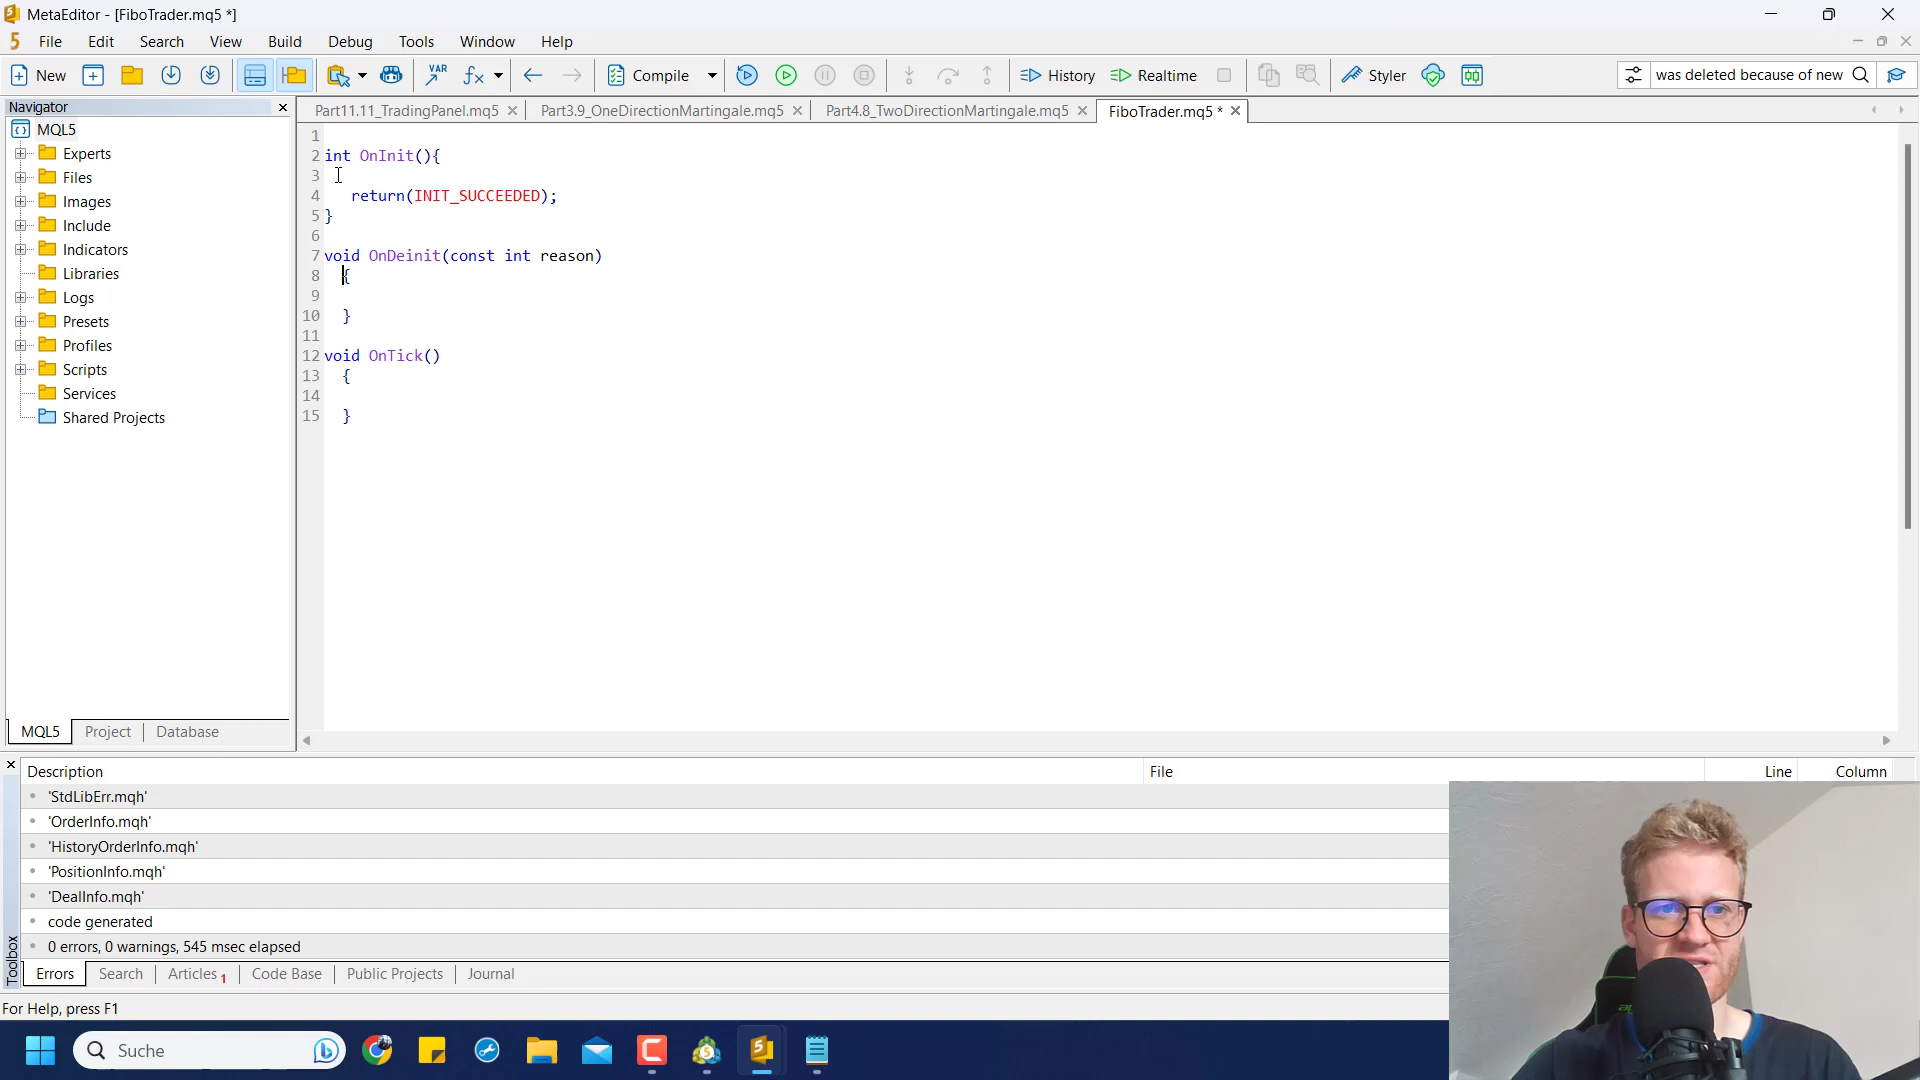 MetaEditor - [FiboTrader.mq5 *]
File Edit Search View Build Debug Tools Window Help
New VAR Compile History Realtime Styler was deleted because of new
Navigator
Part11.11_TradingPanel.mq5 Part3.9_OneDirectionMartingale.mq5 Part4.8_TwoDirectionMartingale.mq5 FiboTrader.mq5 *
MQL5
Experts
Files
Images
Include
Indicators
Libraries
Logs
Presets
Profiles
Scripts
Services
Shared Projects
MQL5 Project Database
1
2 int OnInit(){
3
4 return(INIT_SUCCEEDED);
5 }
6
7 void OnDeinit(const int reason)
8 {
9
10 }
11
12 void OnTick()
13 {
14
15 }
Description File Line Column
'StdLibErr.mqh'
'OrderInfo.mqh'
'HistoryOrderInfo.mqh'
'PositionInfo.mqh'
'DealInfo.mqh'
code generated
0 errors, 0 warnings, 545 msec elapsed
Toolbox
Errors Search Articles 1 Code Base Public Projects Journal
For Help, press F1
Suche